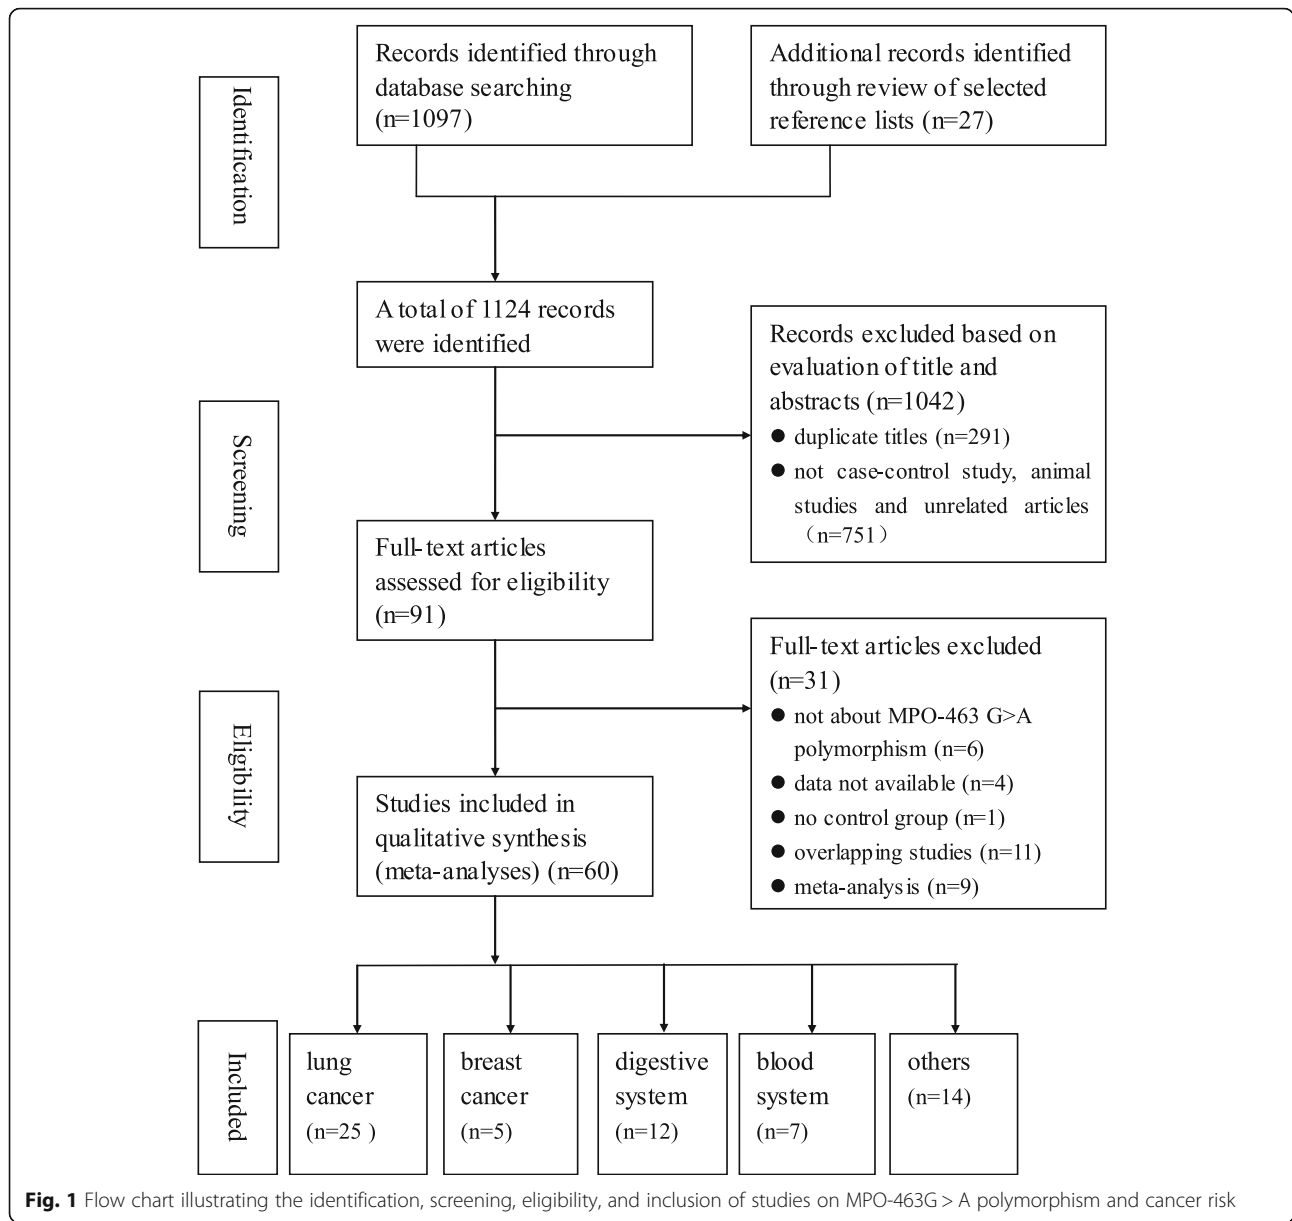 Identification
Records identified through
database searching
(n=1097)
Additional records identified
through review of selected
reference lists (n=27)
A total of 1124 records
were identified
Screening
Records excluded based on
evaluation of title and
abstracts (n=1042)
● duplicate titles (n=291)
● not case-control study, animal
studies and unrelated articles
（n=751）
Full-text articles
assessed for eligibility
(n=91)
Eligibility
Full-text articles excluded
(n=31)
● not about MPO-463 G>A
polymorphism (n=6)
● data not available (n=4)
● no control group (n=1)
● overlapping studies (n=11)
● meta-analysis (n=9)
Studies included in
qualitative synthesis
(meta-analyses) (n=60)
Included
lung
cancer
(n=25 )
breast
cancer
(n=5)
digestive
system
(n=12)
blood
system
(n=7)
others
(n=14)
Fig. 1 Flow chart illustrating the identification, screening, eligibility, and inclusion of studies on MPO-463G > A polymorphism and cancer risk